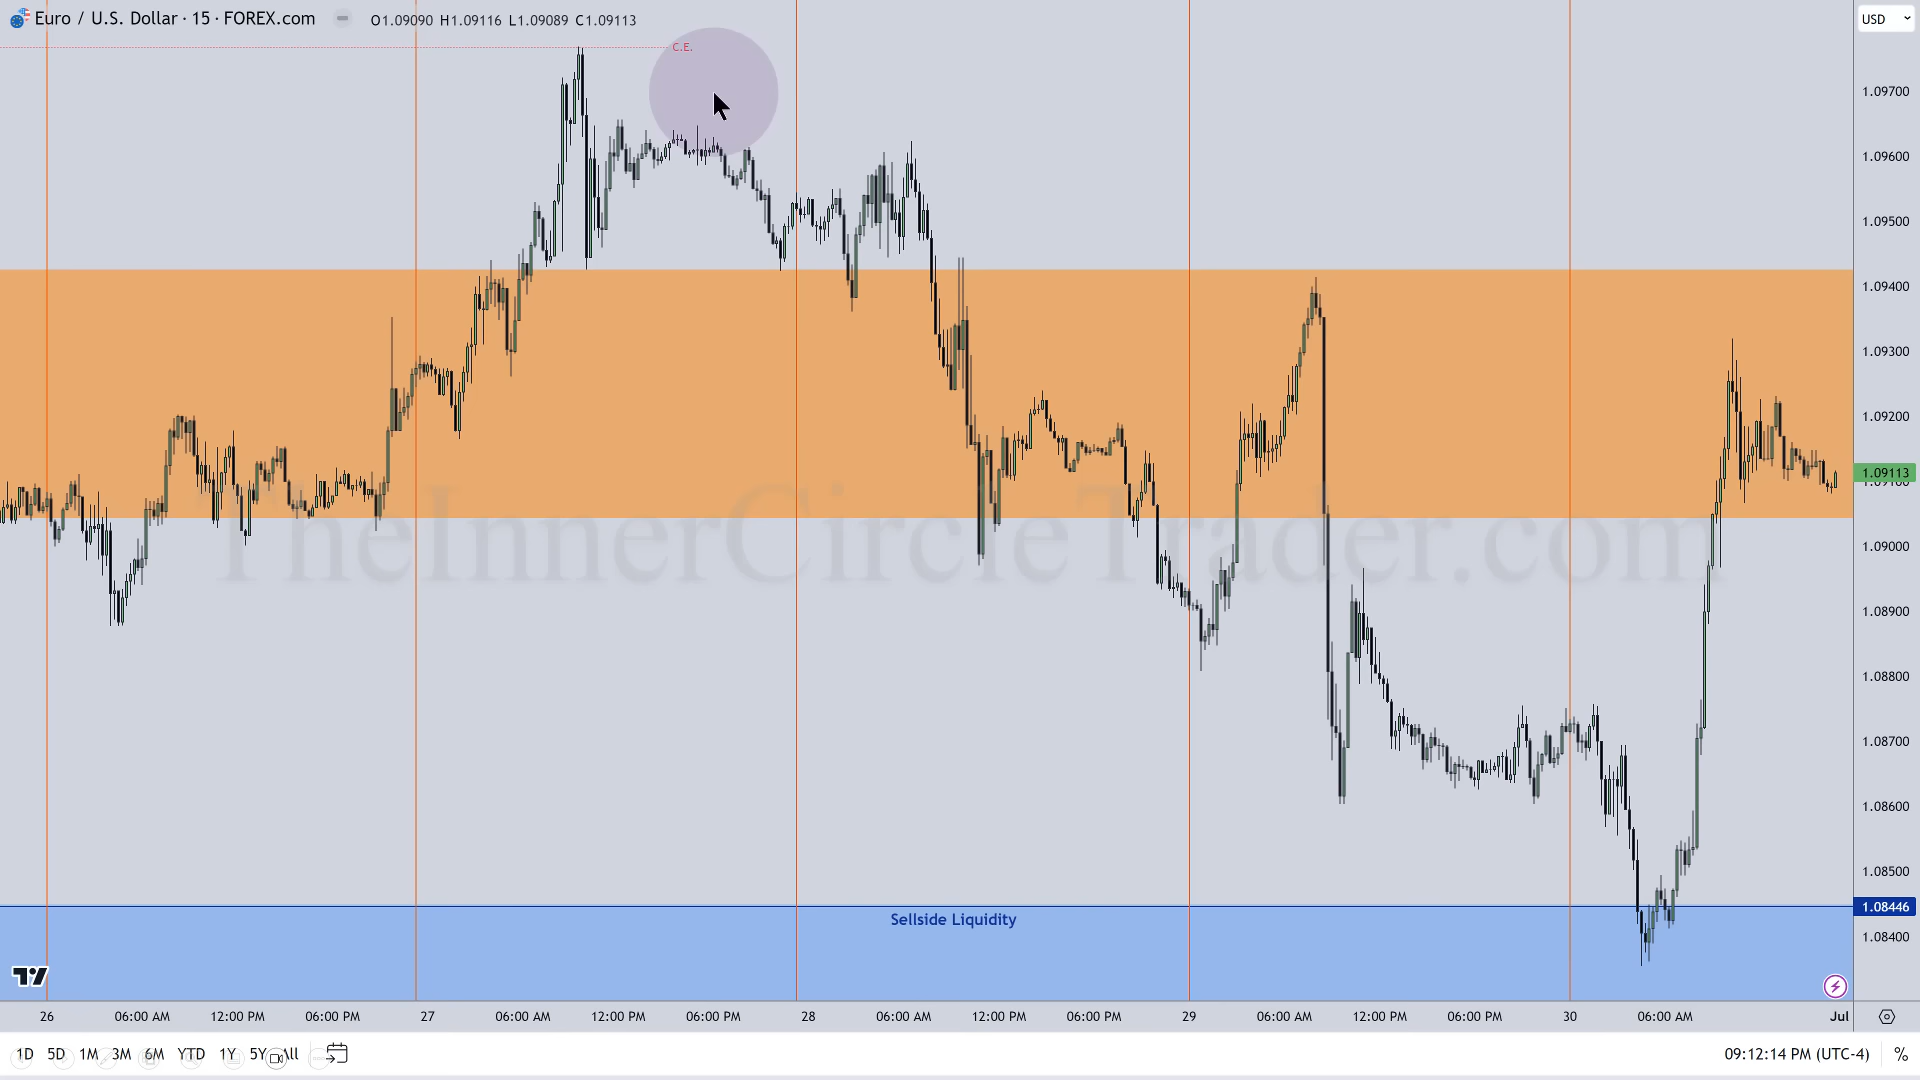 Euro / U.S. Dollar · 15 · FOREX.com O1.09090 H1.09116 L1.09089 C1.09113
USD
C.E.
1.09700
1.09600
1.09500
1.09400
1.09300
1.09200
1.09113
1.09100
TheInnerCircleTrader.com
1.09000
1.08900
1.08800
1.08700
1.08600
1.08500
1.08446
Sellside Liquidity
1.08400
26 06:00 AM 12:00 PM 06:00 PM 27 06:00 AM 12:00 PM 06:00 PM 28 06:00 AM 12:00 PM 06:00 PM 29 06:00 AM 12:00 PM 06:00 PM 30 06:00 AM Jul
1D 5D 1M 3M 6M YTD 1Y 5Y All 09:12:14 PM (UTC-4) %